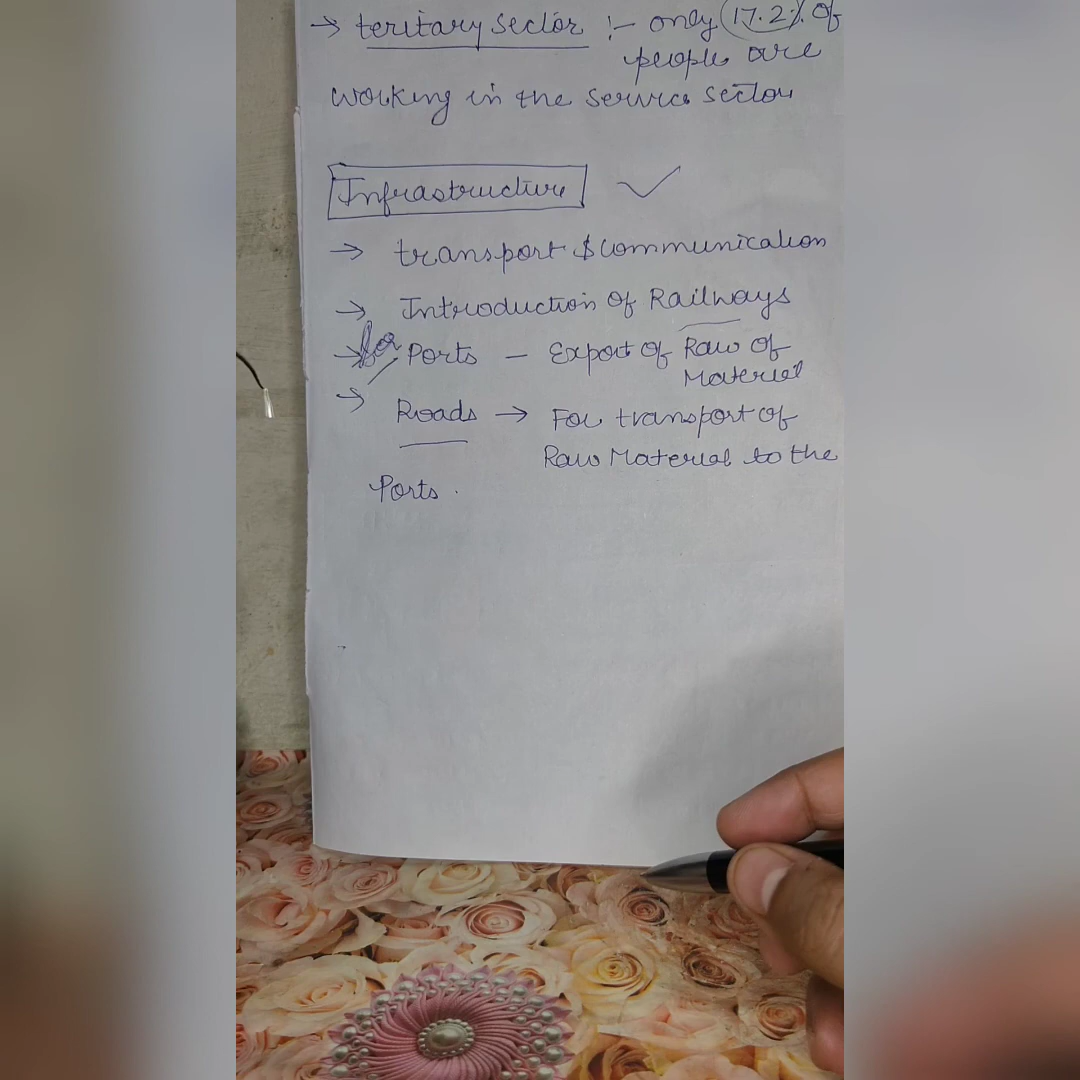 → teritary sector :- only (17.2%) of
people are
working in the service sector
Infrastructure ✓
→ transport & communication
→ Introduction of Railways
→ Ports – Export of Raw of
Material
→ Roads → For transport of
Raw Material to the
Ports.